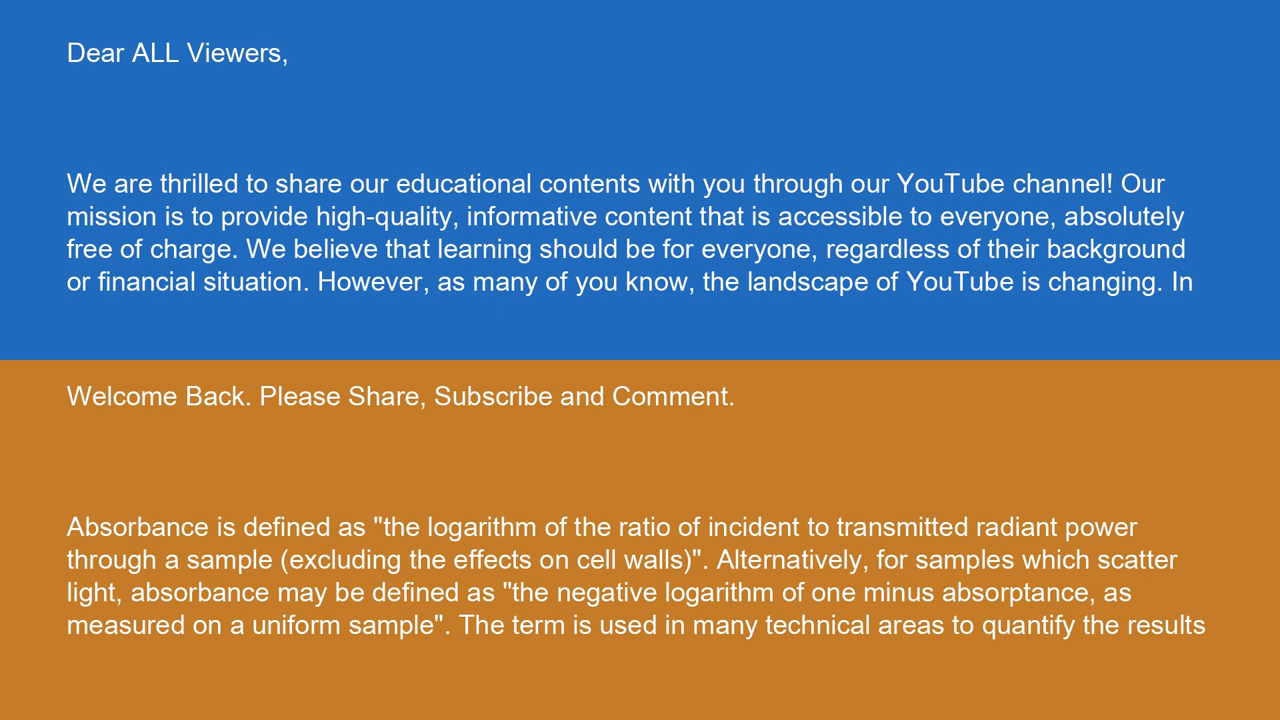 Dear ALL Viewers,
We are thrilled to share our educational contents with you through our YouTube channel! Our
mission is to provide high-quality, informative content that is accessible to everyone, absolutely
free of charge. We believe that learning should be for everyone, regardless of their background
or financial situation. However, as many of you know, the landscape of YouTube is changing. In
Welcome Back. Please Share, Subscribe and Comment.
Absorbance is defined as "the logarithm of the ratio of incident to transmitted radiant power
through a sample (excluding the effects on cell walls)". Alternatively, for samples which scatter
light, absorbance may be defined as "the negative logarithm of one minus absorptance, as
measured on a uniform sample". The term is used in many technical areas to quantify the results